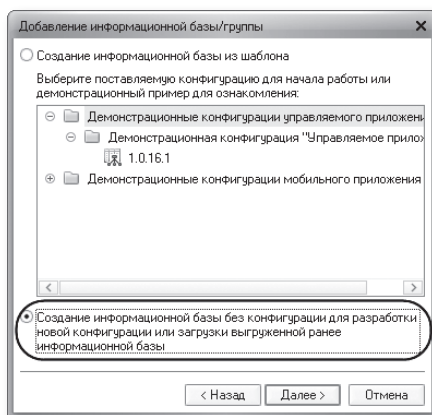 Добавление информационной базы/группы
Создание информационной базы из шаблона
Выберите поставляемую конфигурацию для начала работы или
демонстрационный пример для ознакомления:
Демонстрационные конфигурации управляемого приложени
Демонстрационная конфигурация "Управляемое прилож
1.0.16.1
Демонстрационные конфигурации мобильного приложения
Создание информационной базы без конфигурации для разработки
новой конфигурации или загрузки выгруженной ранее
информационной базы
< Назад Далее > Отмена